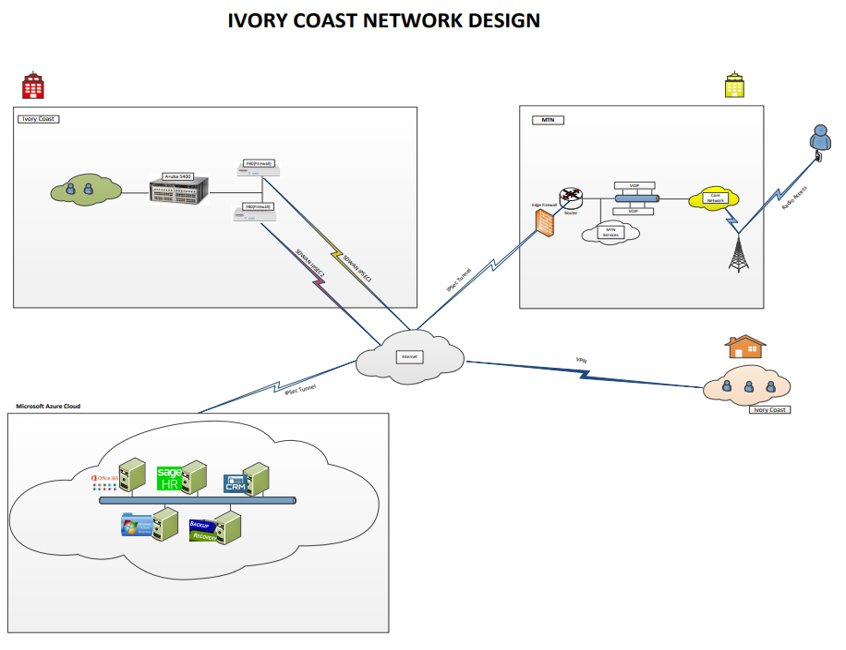 IVORY COAST NETWORK DESIGN
Ivory Coast
MTN
Aruba 5400
F40(Firewall)
F40(Firewall)
Edge Firewall
Router
VOIP
VOIP
MTN
Services
Core
Network
Radio Access
SDWAN IPSEC1
SDWAN IPSEC2
IPSec Tunnel
Internet
VPN
Ivory Coast
IPSec Tunnel
Microsoft Azure Cloud
Office 365
sage
HR
CRM
BACKUP
RECOVERY